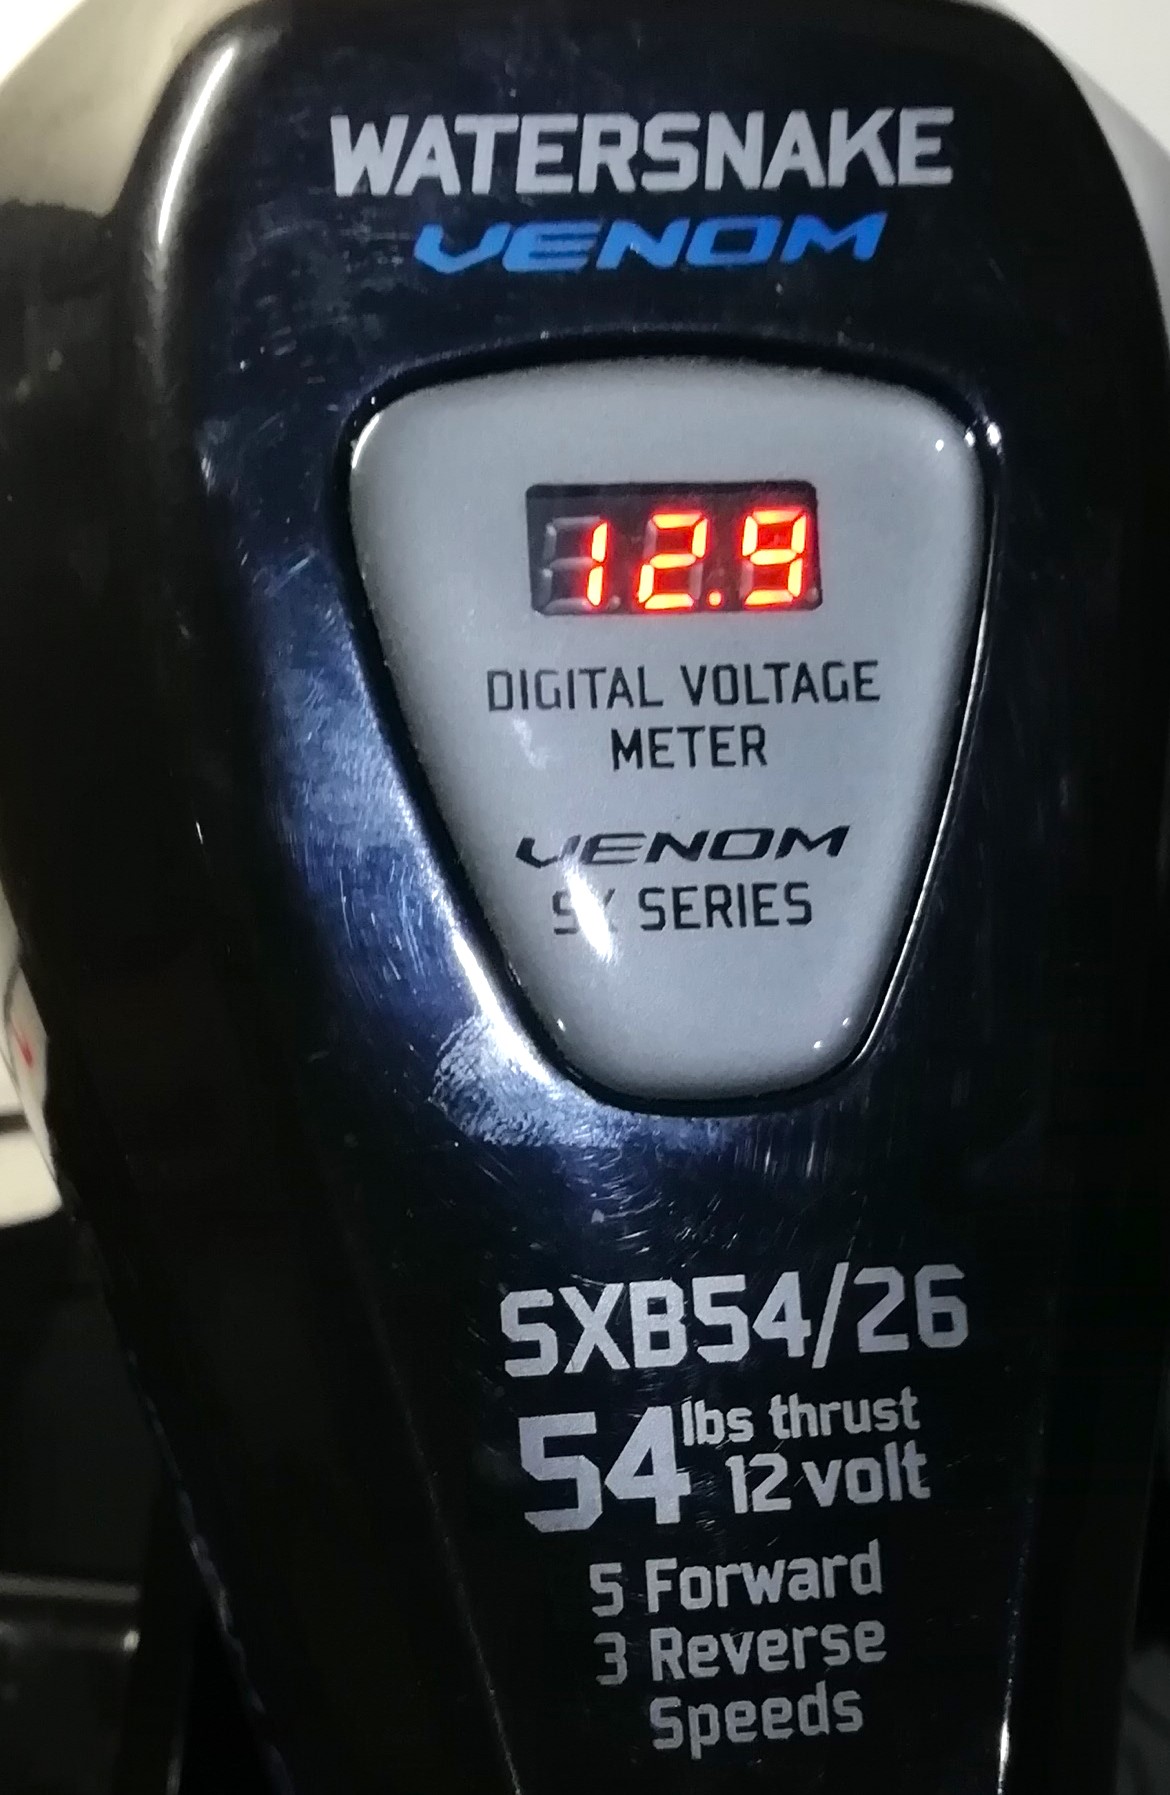 WATERSNAKE
VENOM
12.9
DIGITAL VOLTAGE
METER
VENOM
SX SERIES
SXB54/26
54 lbs thrust
12 volt
5 Forward
3 Reverse
Speeds